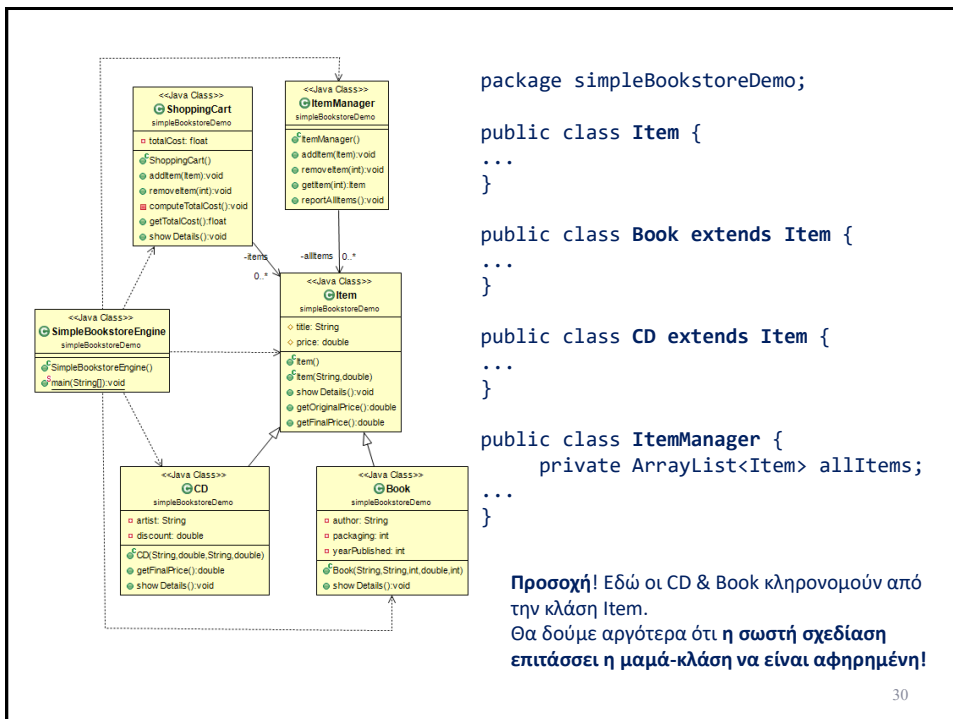 <<Java Class>>
ShoppingCart
simpleBookstoreDemo
totalCost: float
ShoppingCart()
addItem(Item):void
removeItem(int):void
computeTotalCost():void
getTotalCost():float
showDetails():void
<<Java Class>>
ItemManager
simpleBookstoreDemo
ItemManager()
addItem(Item):void
removeItem(int):void
getItem(int):Item
reportAllItems():void
-items
0..*
-allItems
0..*
<<Java Class>>
Item
simpleBookstoreDemo
title: String
price: double
Item()
Item(String,double)
showDetails():void
getOriginalPrice():double
getFinalPrice():double
<<Java Class>>
SimpleBookstoreEngine
simpleBookstoreDemo
SimpleBookstoreEngine()
main(String[]):void
<<Java Class>>
CD
simpleBookstoreDemo
artist: String
discount: double
CD(String,double,String,double)
getFinalPrice():double
showDetails():void
<<Java Class>>
Book
simpleBookstoreDemo
author: String
packaging: int
yearPublished: int
Book(String,String,int,double,int)
showDetails():void
package simpleBookstoreDemo;
public class Item {
...
}
public class Book extends Item {
...
}
public class CD extends Item {
...
}
public class ItemManager {
private ArrayList<Item> allItems;
...
}
Προσοχή! Εδώ οι CD & Book κληρονομούν από
την κλάση Item.
Θα δούμε αργότερα ότι η σωστή σχεδίαση
επιτάσσει η μαμά-κλάση να είναι αφηρημένη!
30